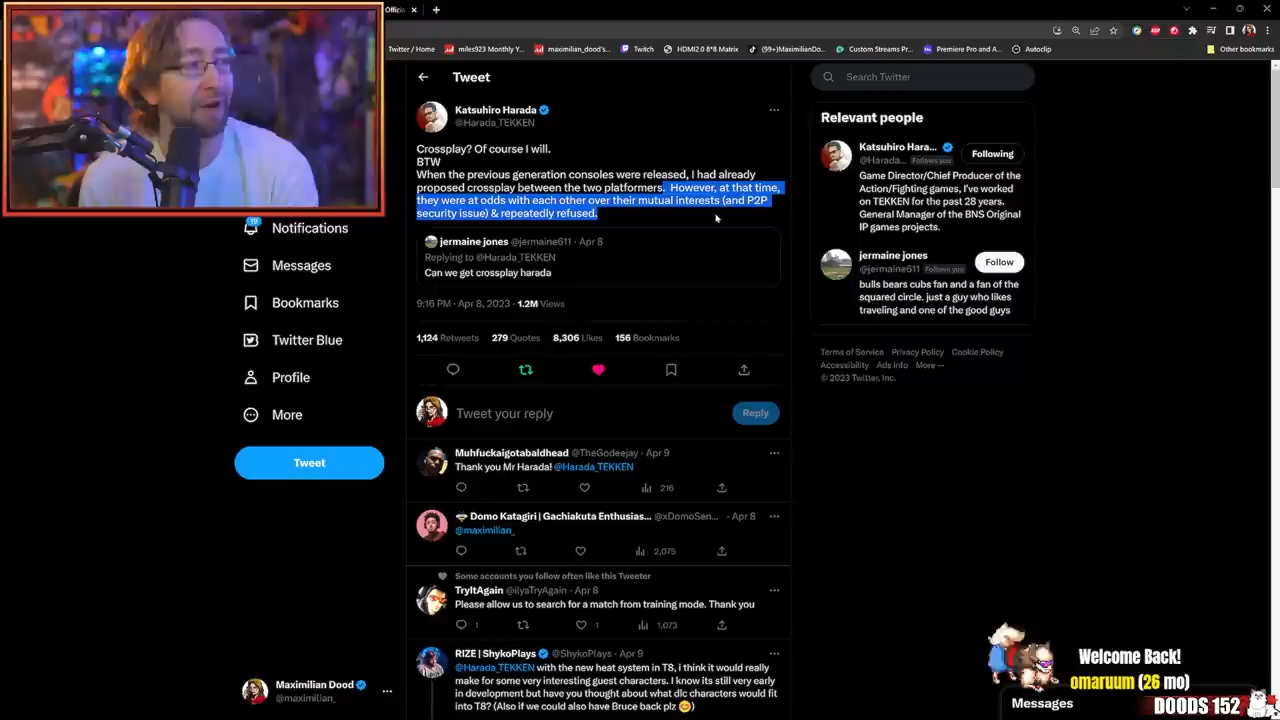 Officia
Twitter / Home
miles923 Monthly Y...
maximilian_dood's...
Twitch
HDMI2.0 8*8 Matrix
(99+)MaximilianDo...
Custom Streams Pr...
Premiere Pro and A...
Autoclip
Other bookmarks
Tweet
Search Twitter
Katsuhiro Harada
@Harada_TEKKEN
Crossplay? Of course I will.
BTW
When the previous generation consoles were released, I had already
proposed crossplay between the two platformers. However, at that time,
they were at odds with each other over their mutual interests (and P2P
security issue) & repeatedly refused.
jermaine jones @jermaine611 · Apr 8
Replying to @Harada_TEKKEN
Can we get crossplay harada
9:16 PM · Apr 8, 2023 · 1.2M Views
1,124 Retweets 279 Quotes 8,306 Likes 156 Bookmarks
Tweet your reply
Reply
Muhfuckaigotabaldhead @TheGodeejay · Apr 9
Thank you Mr Harada! @Harada_TEKKEN
216
Domo Katagiri | Gachiakuta Enthusias... @xDomoSen... · Apr 8
@maximilian_
2,075
Some accounts you follow often like this Tweeter
TryItAgain @ilyaTryAgain · Apr 8
Please allow us to search for a match from training mode. Thank you
1 1 1,073
RIZE | ShykoPlays @ShykoPlays · Apr 9
@Harada_TEKKEN with the new heat system in T8, i think it would really
make for some very interesting guest characters. I know its still very early
in development but have you thought about what dlc characters would fit
into T8? (Also if we could also have Bruce back plz 😊)
19
Notifications
Messages
Bookmarks
Twitter Blue
Profile
More
Tweet
Maximilian Dood
@maximilian_
Relevant people
Katsuhiro Hara...
@Harada... Follows you
Following
Game Director/Chief Producer of the
Action/Fighting games, I've worked
on TEKKEN for the past 28 years.
General Manager of the BNS Original
IP games projects.
jermaine jones
@jermaine611 Follows you
Follow
bulls bears cubs fan and a fan of the
squared circle. just a guy who likes
traveling and one of the good guys
Terms of Service Privacy Policy Cookie Policy
Accessibility Ads info More ···
© 2023 Twitter, Inc.
Welcome Back!
omaruum (26 mo)
Messages
DOODS 152